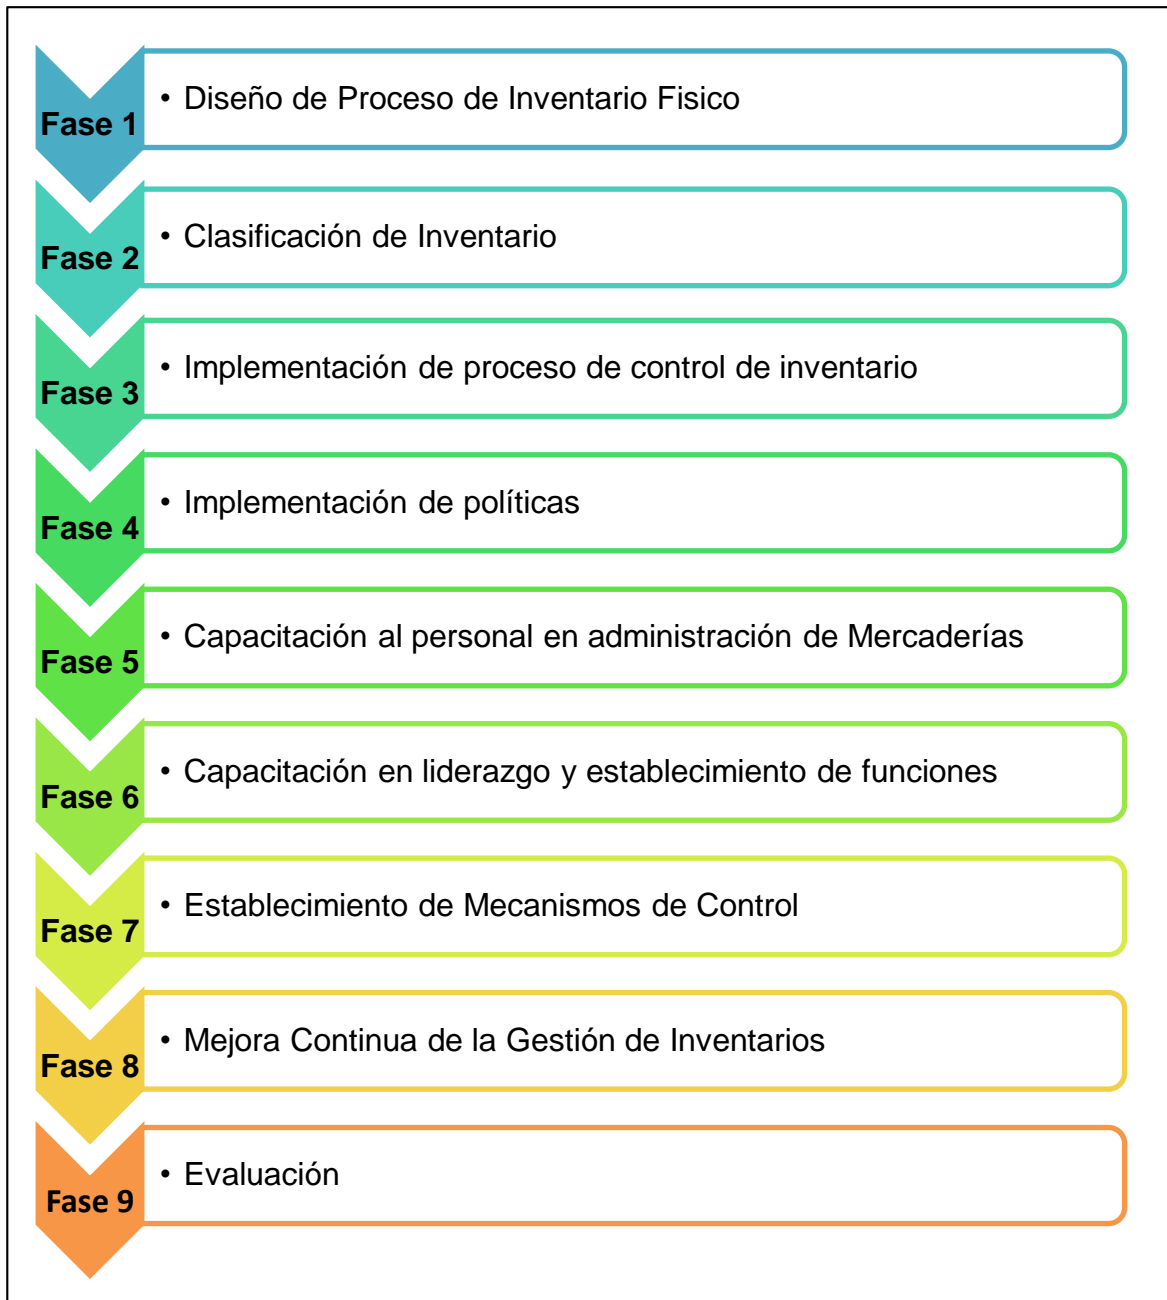 Fase 1
• Diseño de Proceso de Inventario Fisico
Fase 2
• Clasificación de Inventario
Fase 3
• Implementación de proceso de control de inventario
Fase 4
• Implementación de políticas
Fase 5
• Capacitación al personal en administración de Mercaderías
Fase 6
• Capacitación en liderazgo y establecimiento de funciones
Fase 7
• Establecimiento de Mecanismos de Control
Fase 8
• Mejora Continua de la Gestión de Inventarios
Fase 9
• Evaluación